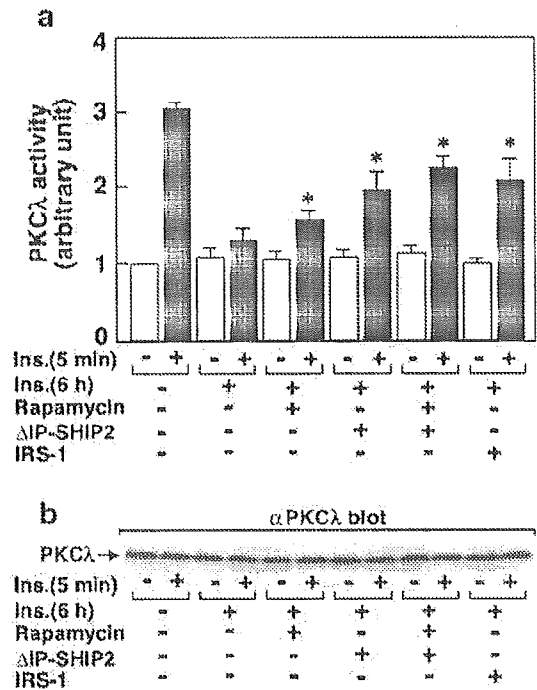 a
PKCλ activity
(arbitrary unit)
4
3
2
1
0
* * * *
Ins.(5 min) - + - + - + - + - + - +
Ins.(6 h) - + + + + +
Rapamycin - - + - + -
ΔIP-SHIP2 - - - + + -
IRS-1 - - - - - +
b
αPKCλ blot
PKCλ→
Ins.(5 min) - + - + - + - + - + - +
Ins.(6 h) - + + + + +
Rapamycin - - + - + -
ΔIP-SHIP2 - - - + + -
IRS-1 - - - - - +